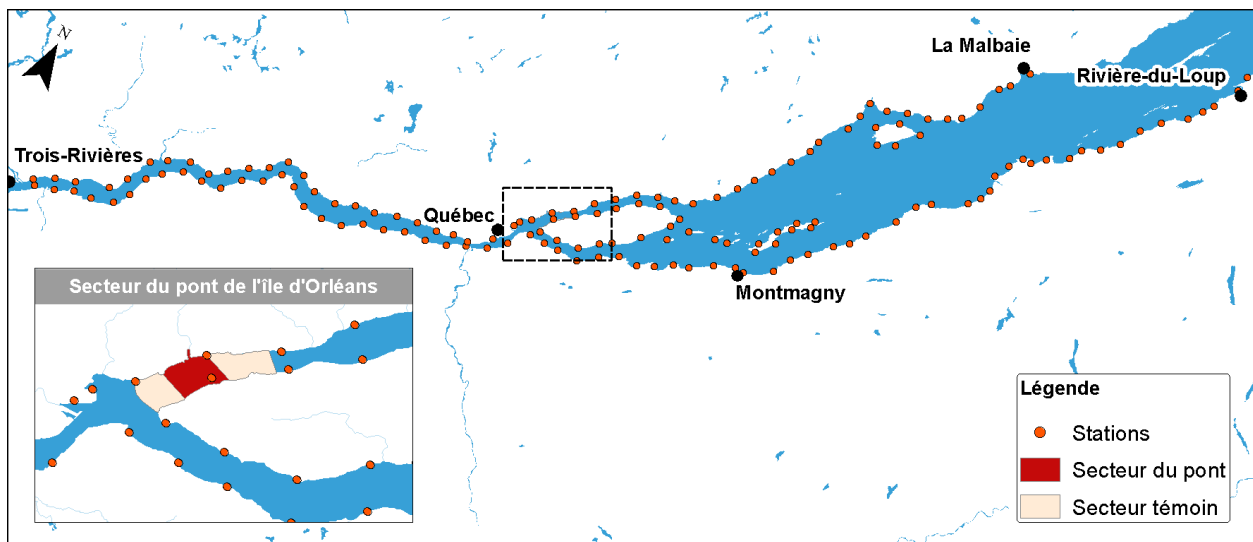 N
La Malbaie
Rivière-du-Loup
Trois-Rivières
Québec
Montmagny
Secteur du pont de l'île d'Orléans
Légende
Stations
Secteur du pont
Secteur témoin